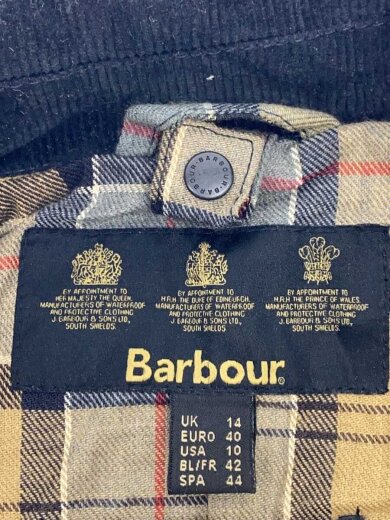 BARBOUR · BARBOUR ·
BY APPOINTMENT TO
HER MAJESTY THE QUEEN.
MANUFACTURERS OF WATERPROOF
AND PROTECTIVE CLOTHING
J. BARBOUR & SONS LTD,
SOUTH SHIELDS.
BY APPOINTMENT TO
H.R.H. THE DUKE OF EDINBURGH.
MANUFACTURERS OF WATERPROOF
AND PROTECTIVE CLOTHING
J. BARBOUR & SONS LTD,
SOUTH SHIELDS.
BY APPOINTMENT TO
H.R.H. THE PRINCE OF WALES.
MANUFACTURERS OF WATERPROOF
AND PROTECTIVE CLOTHING
J. BARBOUR & SONS LTD,
SOUTH SHIELDS.
Barbour®
UK 14
EURO 40
USA 10
BL/FR 42
SPA 44